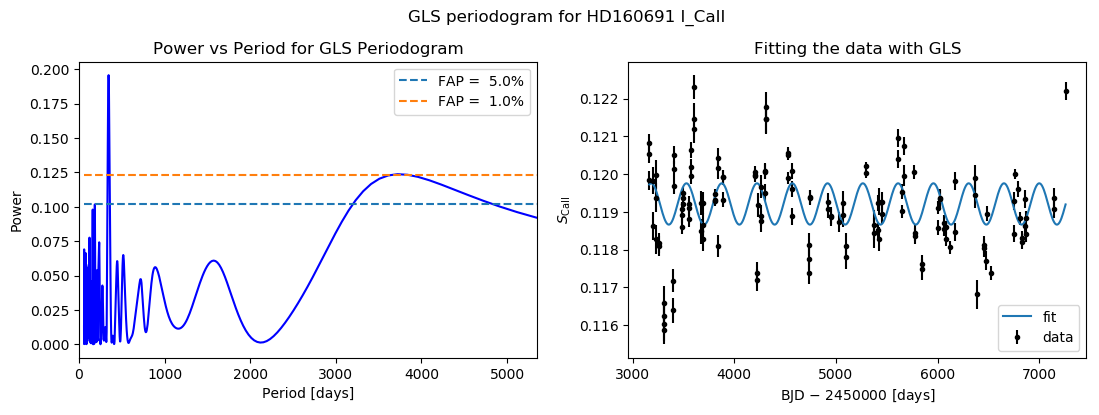 GLS periodogram for HD160691 I_CaII
Power vs Period for GLS Periodogram
Power
0.200
0.175
0.150
0.125
0.100
0.075
0.050
0.025
0.000
FAP = 5.0%
FAP = 1.0%
0 1000 2000 3000 4000 5000
Period [days]
Fitting the data with GLS
S_CaII
0.122
0.121
0.120
0.119
0.118
0.117
0.116
fit
data
3000 4000 5000 6000 7000
BJD − 2450000 [days]